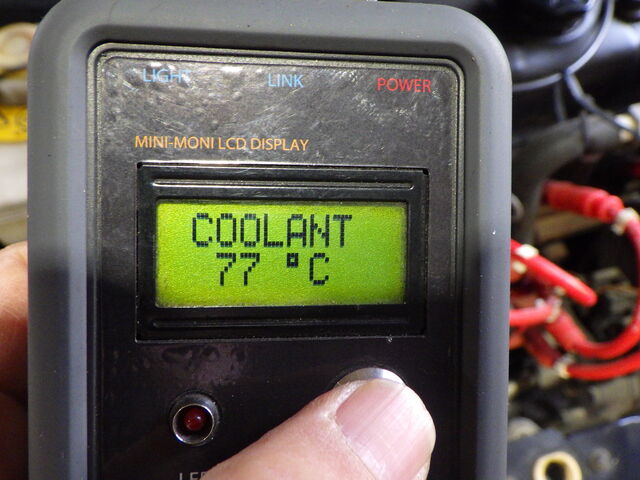 LIGHT LINK POWER
MINI-MONI LCD DISPLAY
COOLANT
77 °C